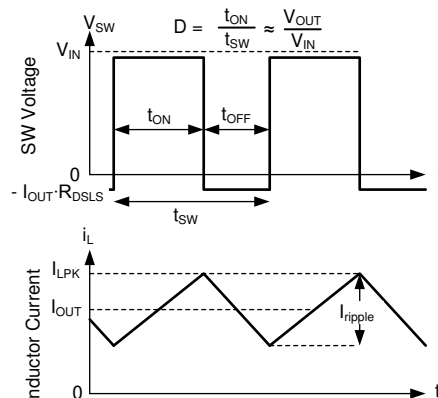 V_SW
D = t_ON / t_SW ≈ V_OUT / V_IN
V_IN
SW Voltage
t_ON
t_OFF
0
- I_OUT·R_DSLS
t_SW
i_L
I_LPK
I_OUT
I_ripple
nductor Current
0
t